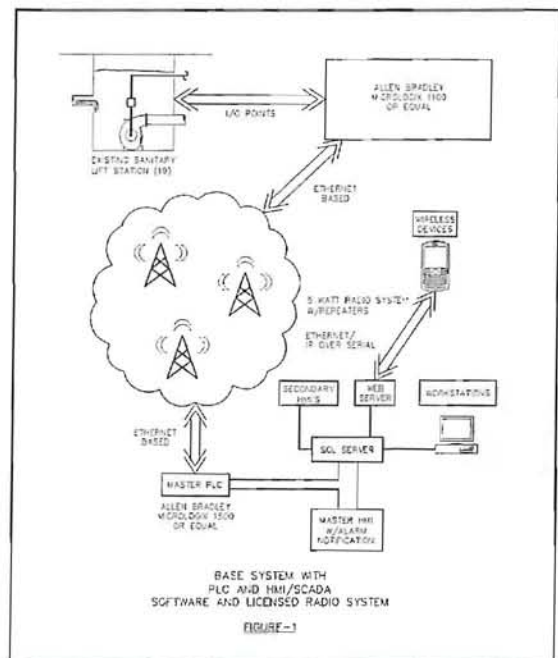 ALLEN BRADLEY
MICROLOGIX 1100
OR EQUAL
I/O POINTS
EXISTING SANITARY
LIFT STATION (19)
ETHERNET
BASED
WIRELESS
DEVICES
5 WATT RADIO SYSTEM
W/REPEATERS
ETHERNET/
IP OVER SERIAL
SECONDARY
HMI'S
WEB
SERVER
WORKSTATIONS
ETHERNET
BASED
SQL SERVER
MASTER PLC
ALLEN BRADLEY
MICROLOGIX 1500
OR EQUAL
MASTER HMI
W/ALARM
NOTIFICATION
BASE SYSTEM WITH
PLC AND HMI/SCADA
SOFTWARE AND LICENSED RADIO SYSTEM
FIGURE-1